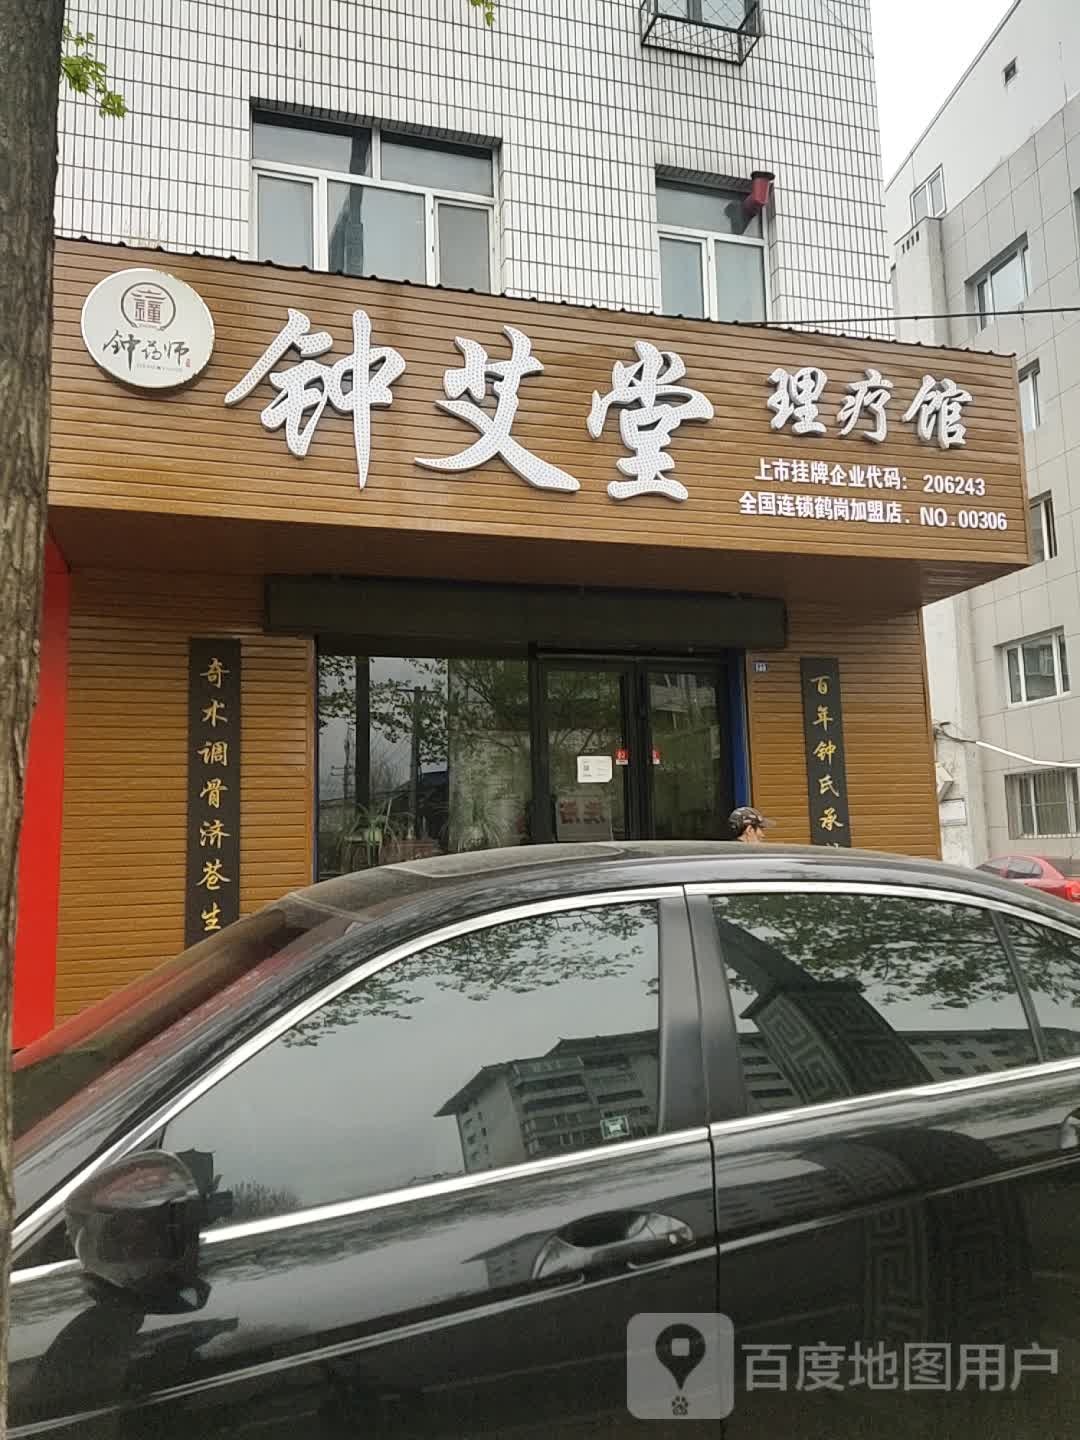 钟药师
钟艾堂
理疗馆
上市挂牌企业代码：206243
全国连锁鹤岗加盟店．NO.00306
奇术调骨济苍生
百年钟氏承
百度地图用户